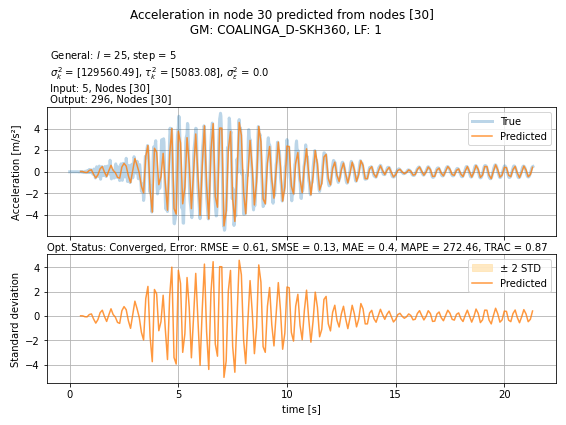 Acceleration in node 30 predicted from nodes [30]
GM: COALINGA_D-SKH360, LF: 1
General: l = 25, step = 5
σ²ₖ = [129560.49], τ²ₖ = [5083.08], σ²ε = 0.0
Input: 5, Nodes [30]
Output: 296, Nodes [30]
Acceleration [m/s²]
4
2
0
−2
−4
True
Predicted
Opt. Status: Converged, Error: RMSE = 0.61, SMSE = 0.13, MAE = 0.4, MAPE = 272.46, TRAC = 0.87
Standard deviation
4
2
0
−2
−4
± 2 STD
Predicted
0 5 10 15 20
time [s]